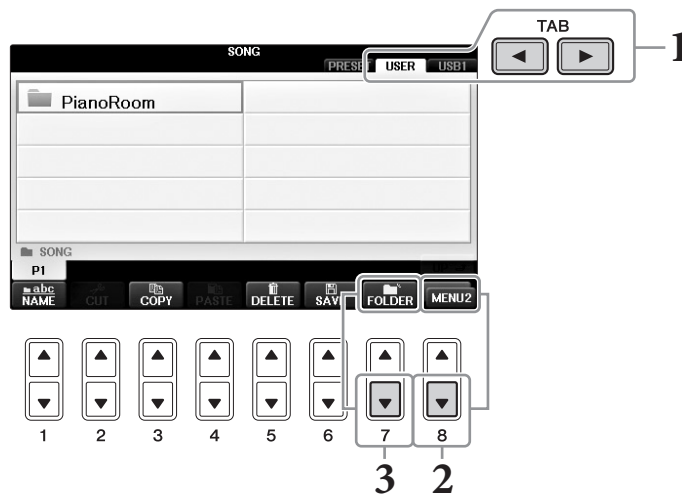 TAB
1
SONG
PRESET USER USB1
PianoRoom
SONG
P1
abc
NAME CUT COPY PASTE DELETE SAVE FOLDER MENU2
1 2 3 4 5 6 7 8
3 2